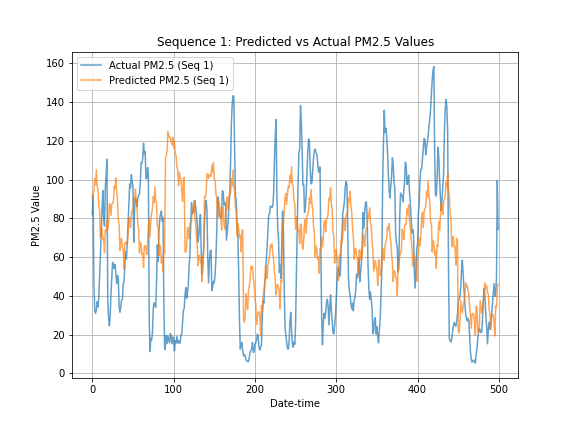 Sequence 1: Predicted vs Actual PM2.5 Values
Actual PM2.5 (Seq 1)
Predicted PM2.5 (Seq 1)
160
140
120
100
80
60
40
20
0
PM2.5 Value
0 100 200 300 400 500
Date-time